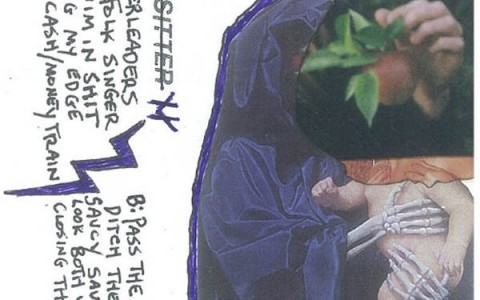 SITTER
ERLEADERS
FOLK SINGER
IM IN SHIT
G MY EDGE
CASH/MONEY TRAIN
B: PASS THE
DITCH THE
SAUCY SAU
LOOK BOTH
CLOSING TH